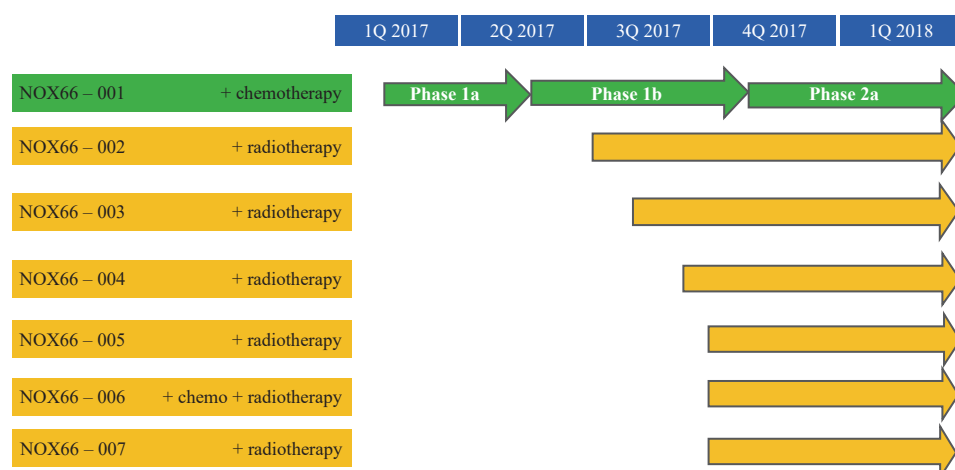 1Q 2017 2Q 2017 3Q 2017 4Q 2017 1Q 2018
NOX66 – 001 + chemotherapy Phase 1a Phase 1b Phase 2a
NOX66 – 002 + radiotherapy
NOX66 – 003 + radiotherapy
NOX66 – 004 + radiotherapy
NOX66 – 005 + radiotherapy
NOX66 – 006 + chemo + radiotherapy
NOX66 – 007 + radiotherapy